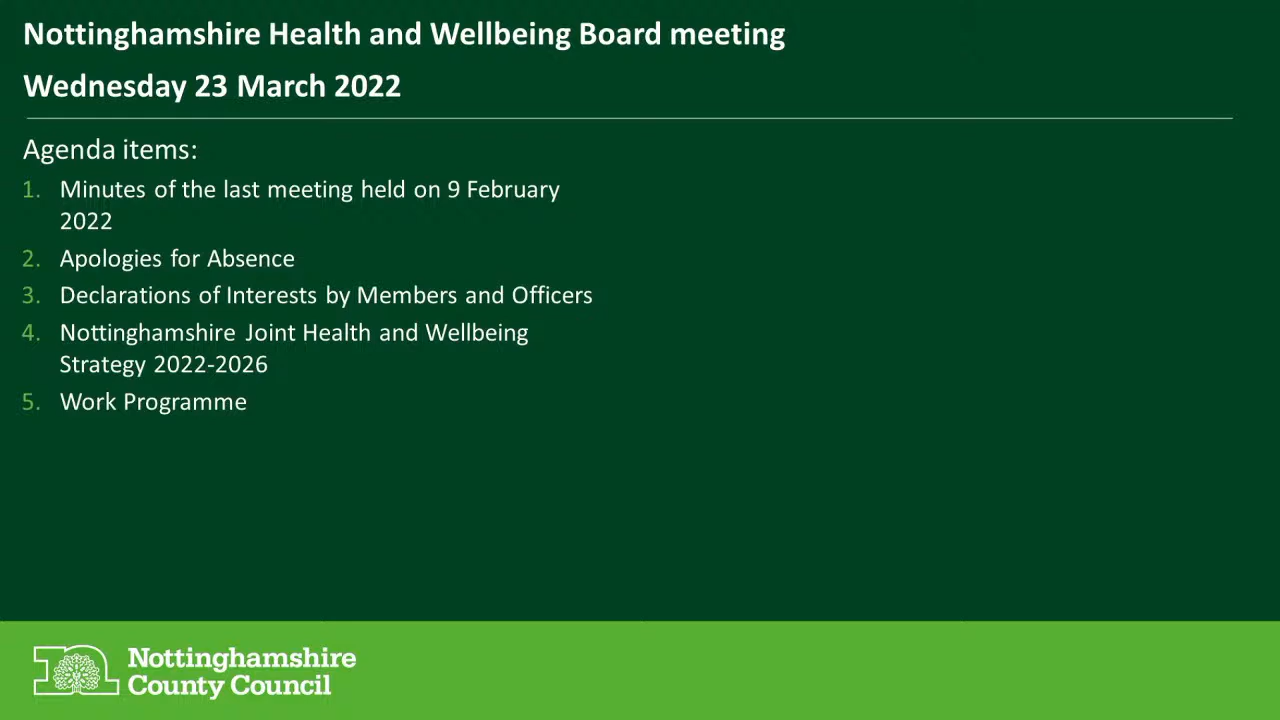 Nottinghamshire Health and Wellbeing Board meeting
Wednesday 23 March 2022
Agenda items:
1. Minutes of the last meeting held on 9 February
2022
2. Apologies for Absence
3. Declarations of Interests by Members and Officers
4. Nottinghamshire Joint Health and Wellbeing
Strategy 2022-2026
5. Work Programme
Nottinghamshire
County Council